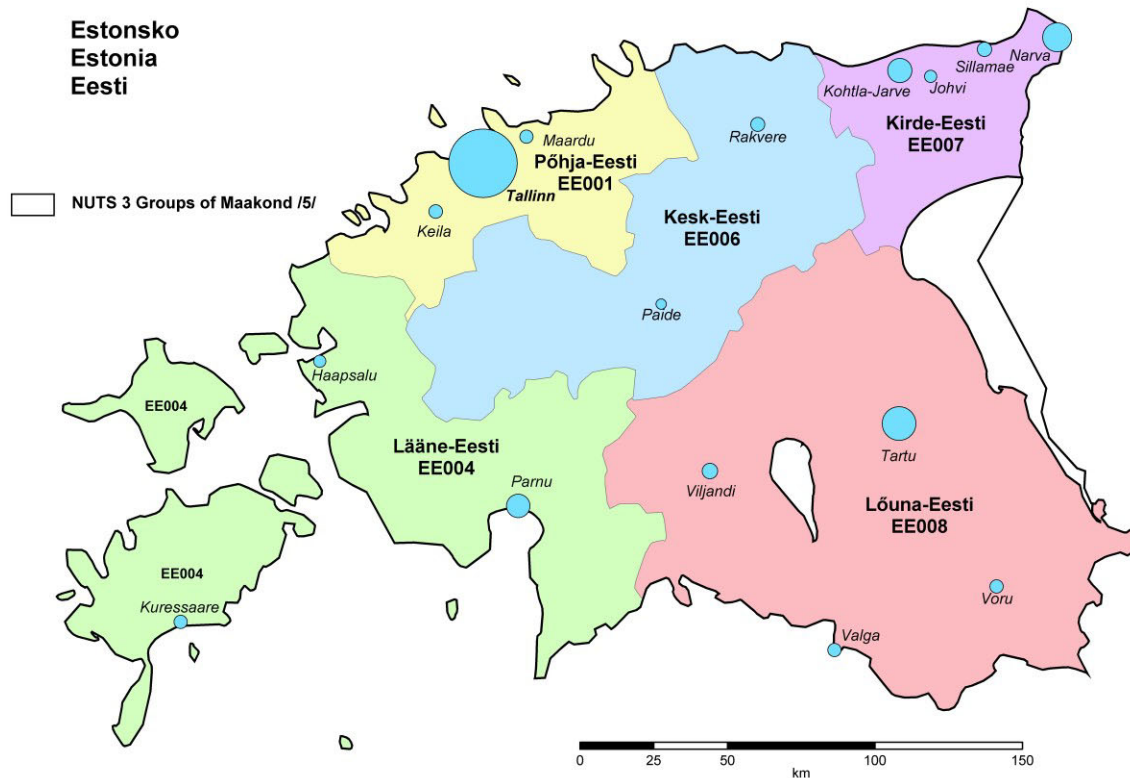 Estonsko
Estonia
Eesti
NUTS 3 Groups of Maakond /5/
Narva
Sillamae
Kohtla-Jarve
Johvi
Kirde-Eesti
EE007
Rakvere
Maardu
Pőhja-Eesti
EE001
Tallinn
Keila
Kesk-Eesti
EE006
Paide
Haapsalu
EE004
Lääne-Eesti
EE004
Parnu
Tartu
Viljandi
Lőuna-Eesti
EE008
EE004
Kuressaare
Voru
Valga
0 25 50 100 150
km